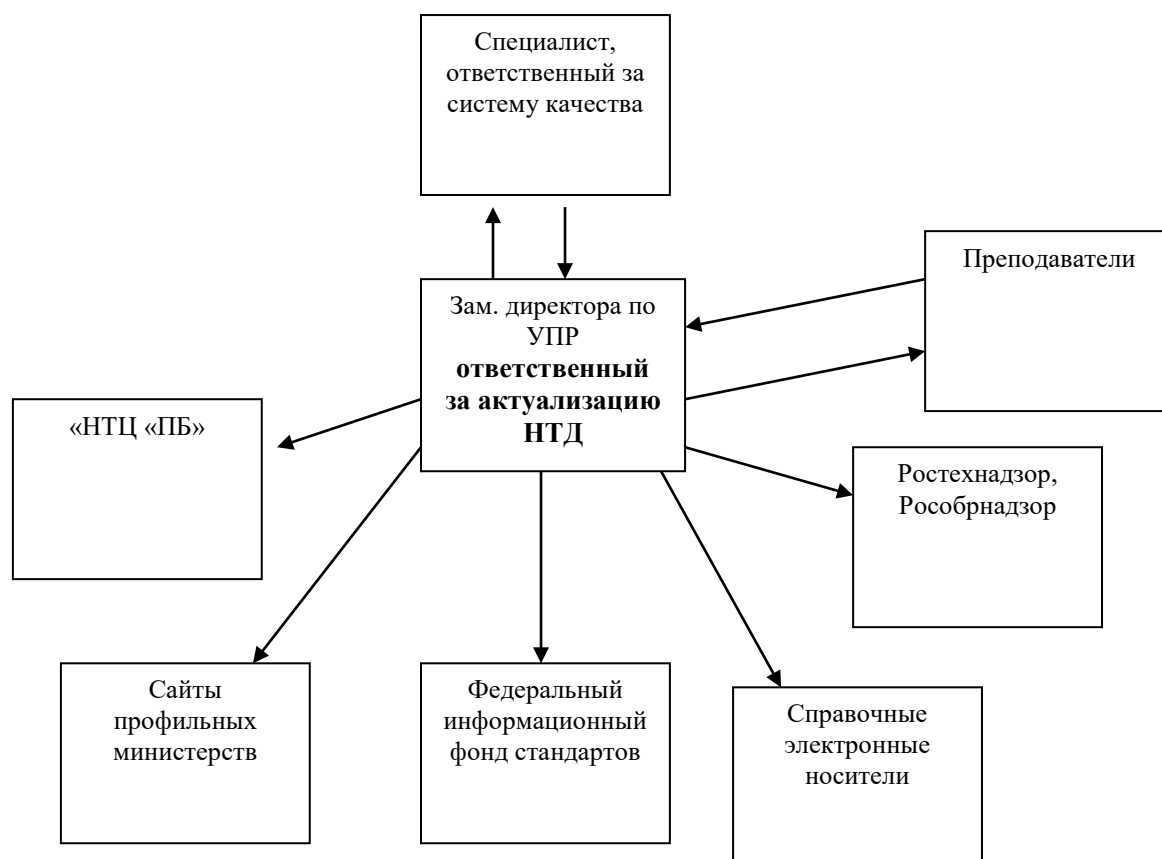 Специалист,
ответственный за
систему качества
Преподаватели
Зам. директора по
УПР
ответственный
за актуализацию
НТД
«НТЦ «ПБ»
Ростехнадзор,
Рособрнадзор
Сайты
профильных
министерств
Федеральный
информационный
фонд стандартов
Справочные
электронные
носители